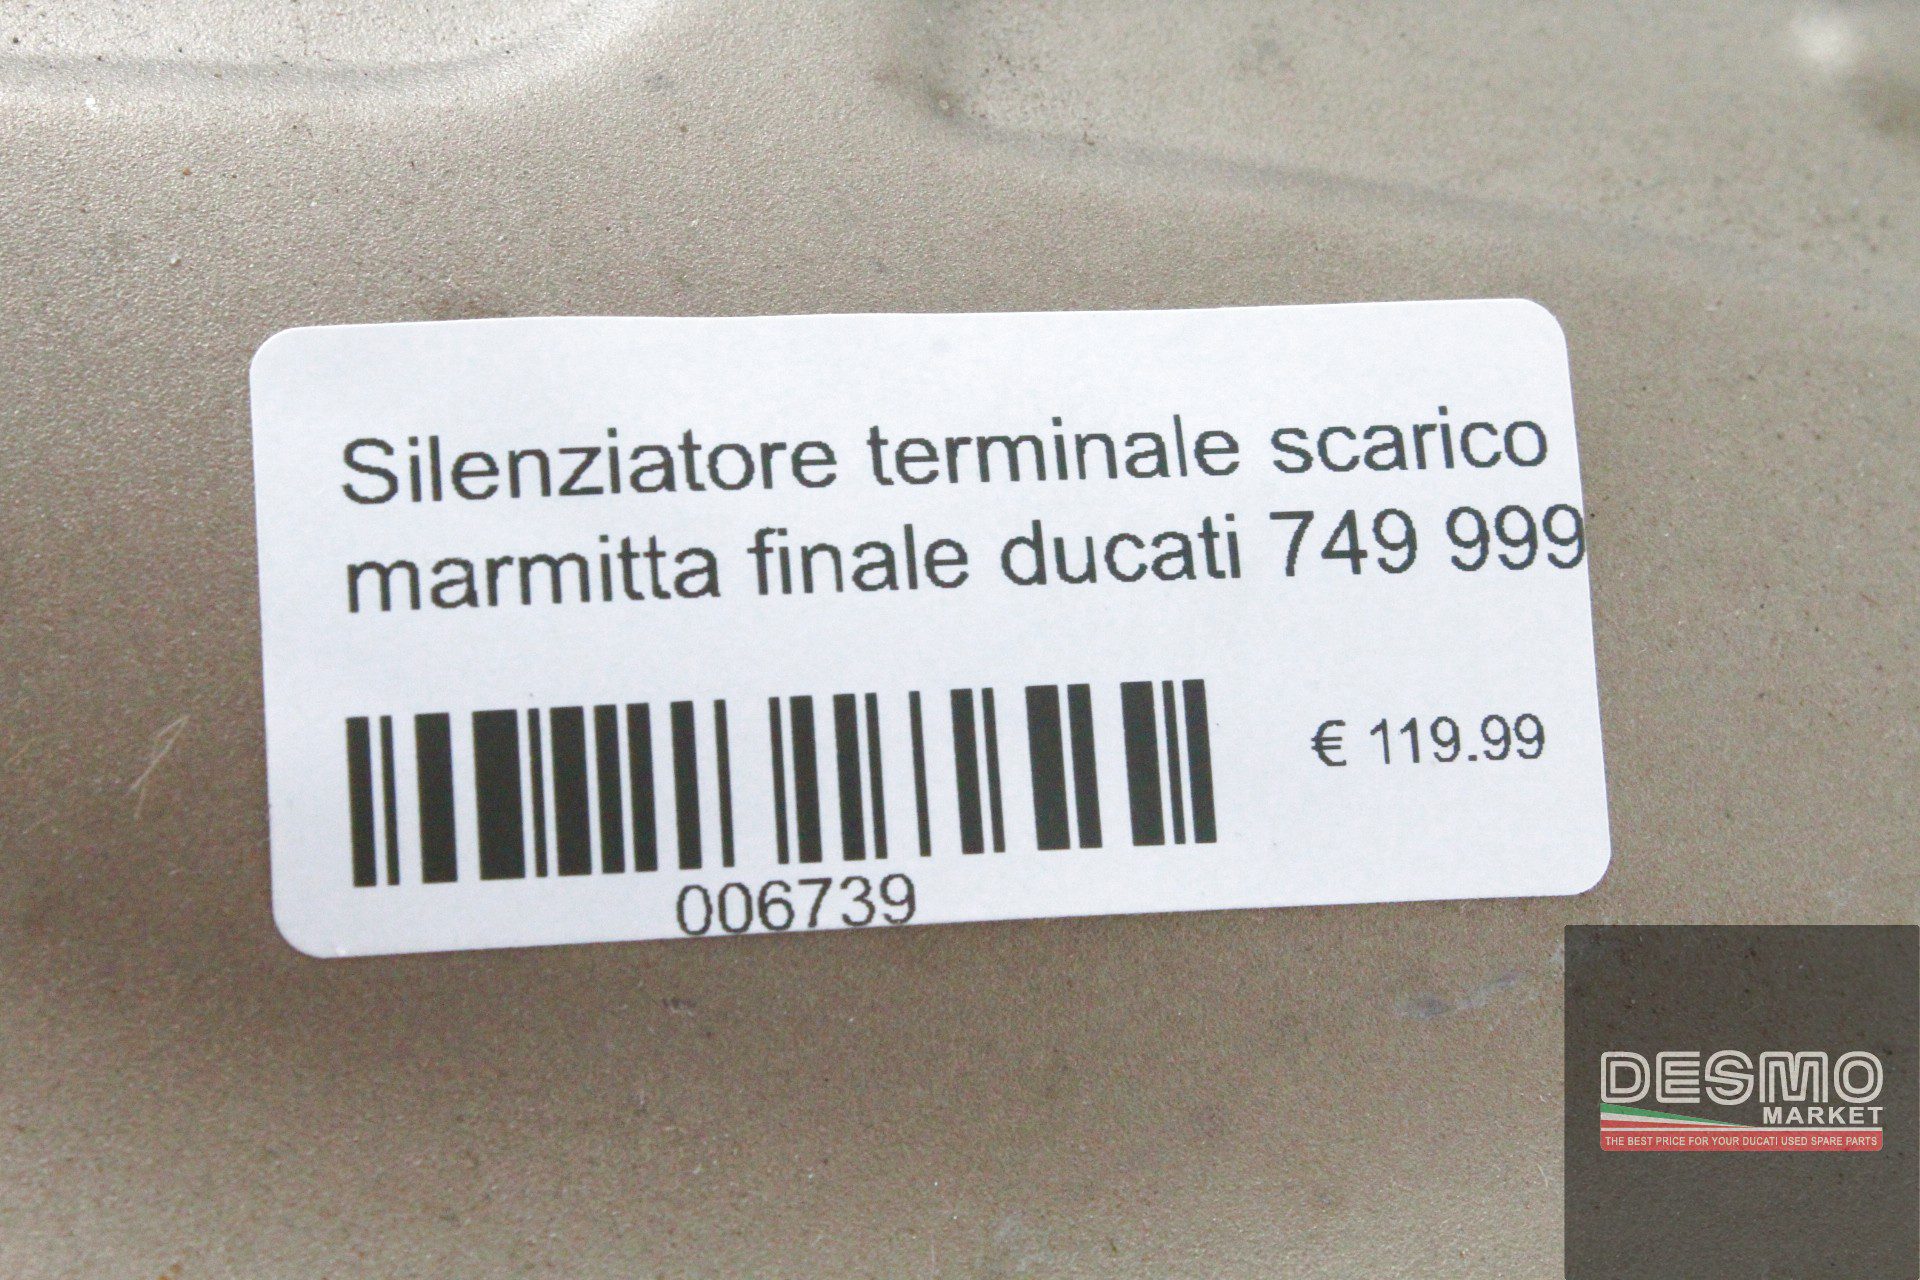 Silenziatore terminale scarico
marmitta finale ducati 749 999
€ 119.99
006739
DESMO
MARKET
THE BEST PRICE FOR YOUR DUCATI USED SPARE PARTS